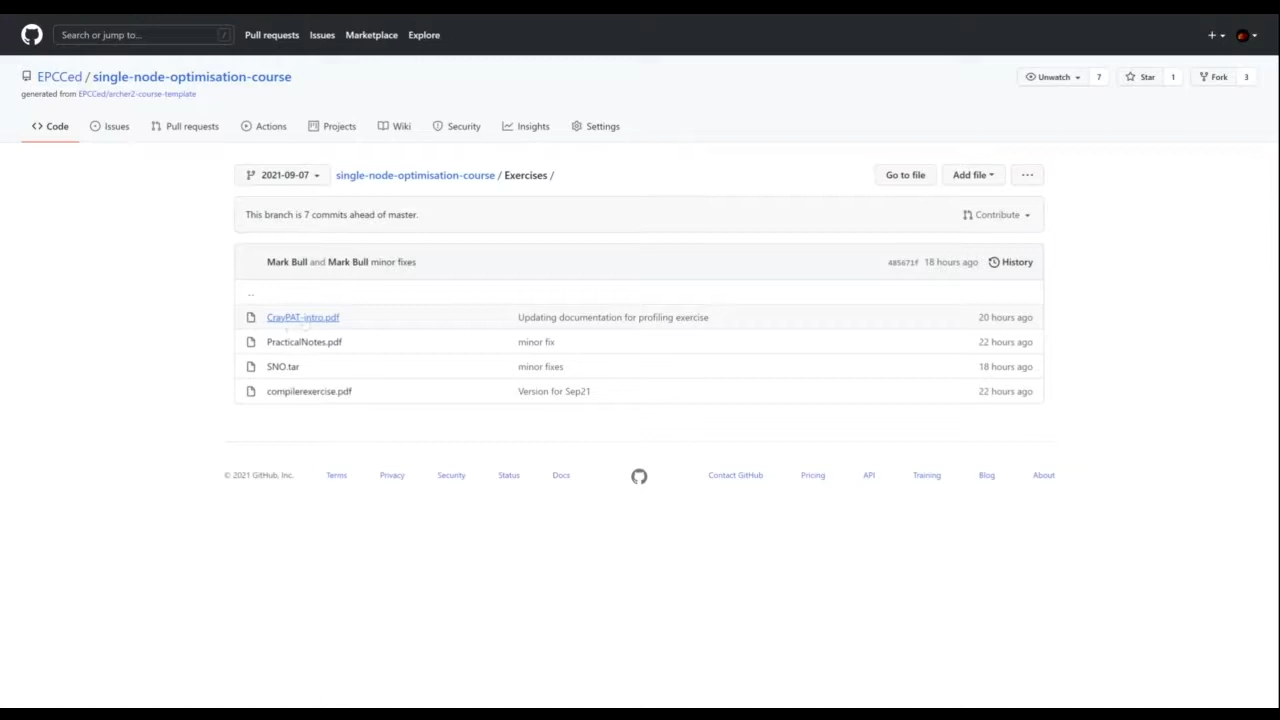 Search or jump to... /
Pull requests Issues Marketplace Explore
EPCCed / single-node-optimisation-course
Unwatch 7 Star 1 Fork 3
generated from EPCCed/archer2-course-template
Code Issues Pull requests Actions Projects Wiki Security Insights Settings
2021-09-07 single-node-optimisation-course / Exercises /
Go to file Add file ...
This branch is 7 commits ahead of master. Contribute
Mark Bull and Mark Bull minor fixes 485671f 18 hours ago History
..
CrayPAT-intro.pdf Updating documentation for profiling exercise 20 hours ago
PracticalNotes.pdf minor fix 22 hours ago
SNO.tar minor fixes 18 hours ago
compilerexercise.pdf Version for Sep21 22 hours ago
© 2021 GitHub, Inc. Terms Privacy Security Status Docs Contact GitHub Pricing API Training Blog About